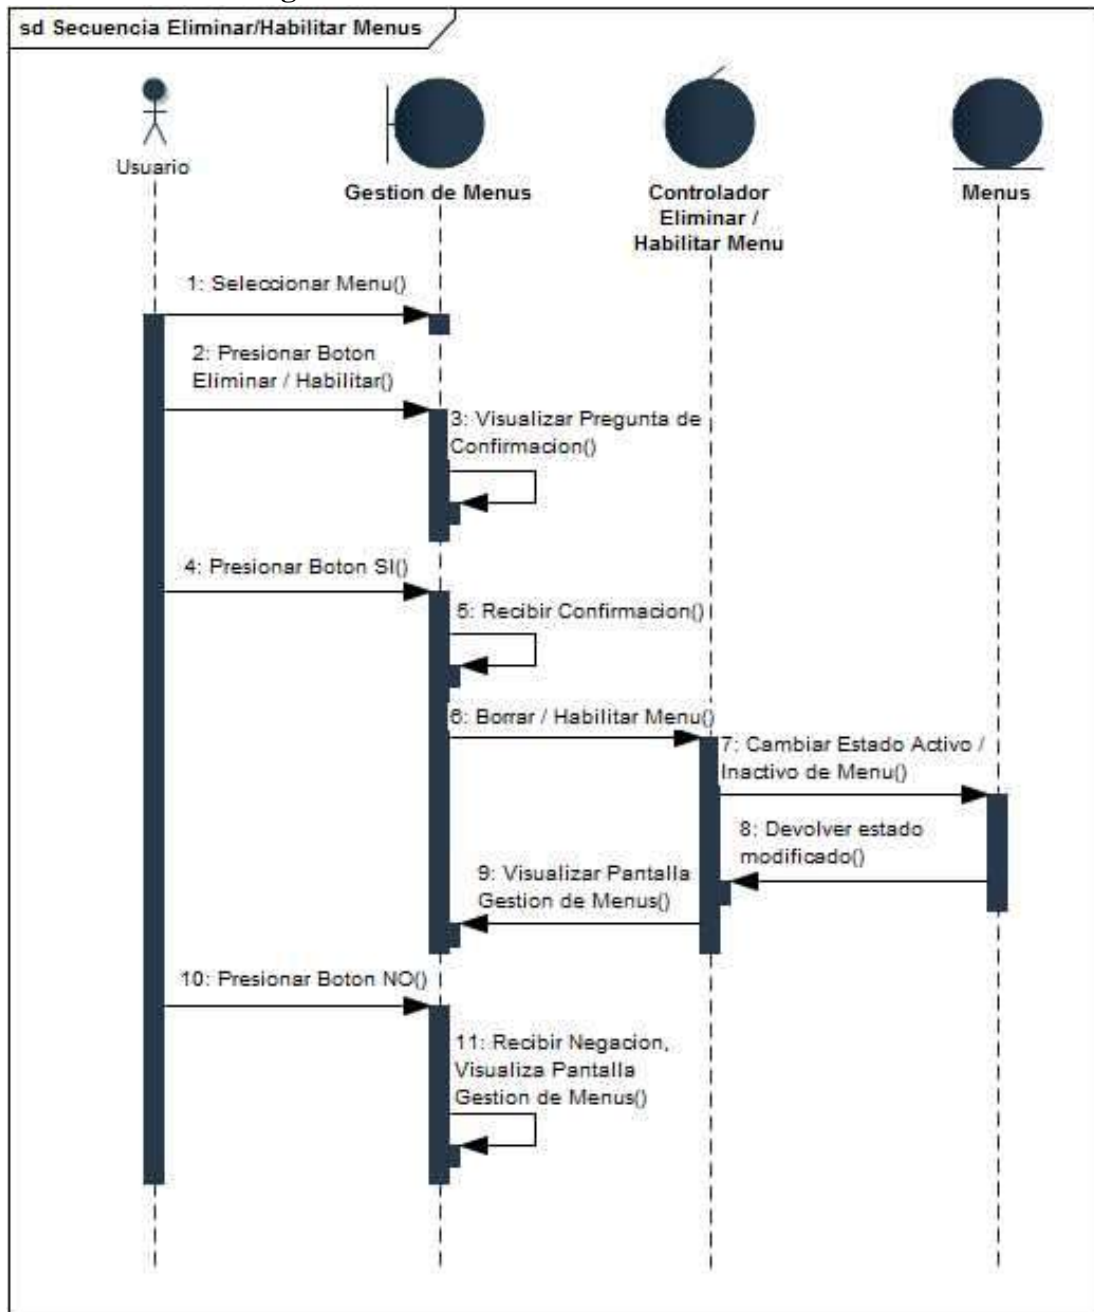 sd Secuencia Eliminar/Habilitar Menus
Usuario
Gestion de Menus
Controlador
Eliminar /
Habilitar Menu
Menus
1: Seleccionar Menu()
2: Presionar Boton
Eliminar / Habilitar()
3: Visualizar Pregunta de
Confirmacion()
4: Presionar Boton SI()
5: Recibir Confirmacion()
6: Borrar / Habilitar Menu()
7: Cambiar Estado Activo /
Inactivo de Menu()
8: Devolver estado
modificado()
9: Visualizar Pantalla
Gestion de Menus()
10: Presionar Boton NO()
11: Recibir Negacion,
Visualiza Pantalla
Gestion de Menus()